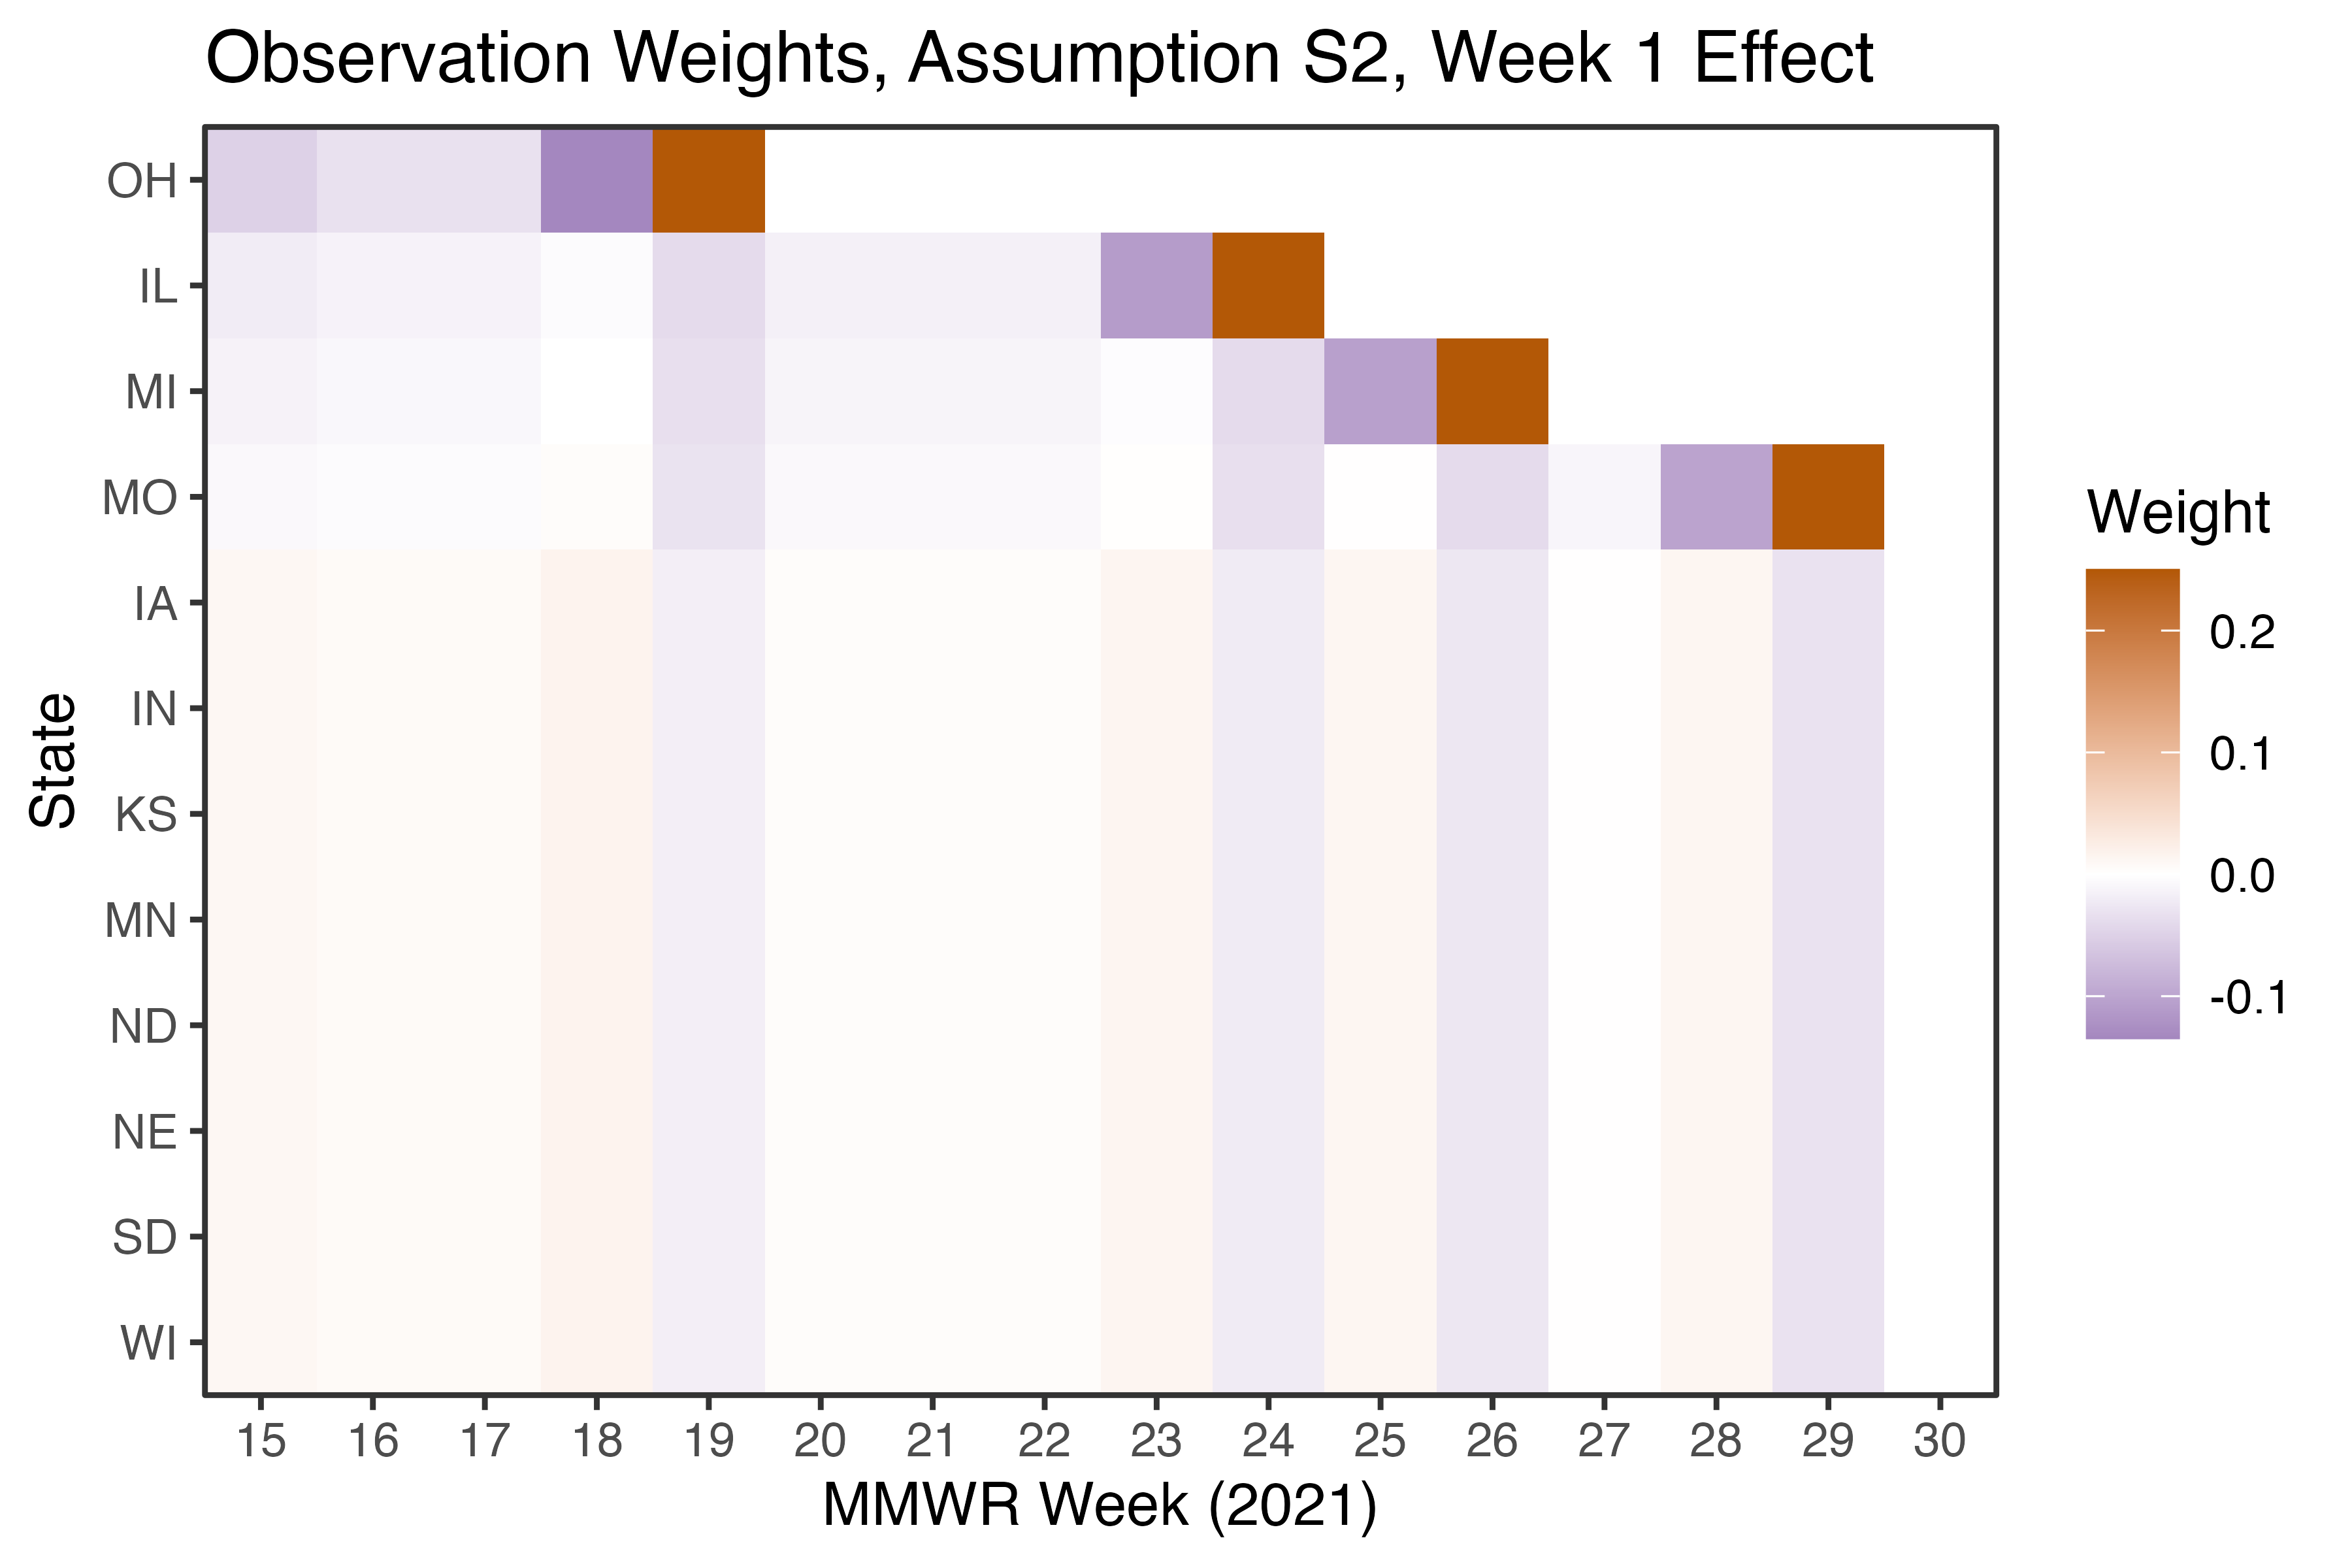 Observation Weights, Assumption S2, Week 1 Effect
State
OH
IL
MI
MO
IA
IN
KS
MN
ND
NE
SD
WI
15 16 17 18 19 20 21 22 23 24 25 26 27 28 29 30
MMWR Week (2021)
Weight
0.2
0.1
0.0
-0.1